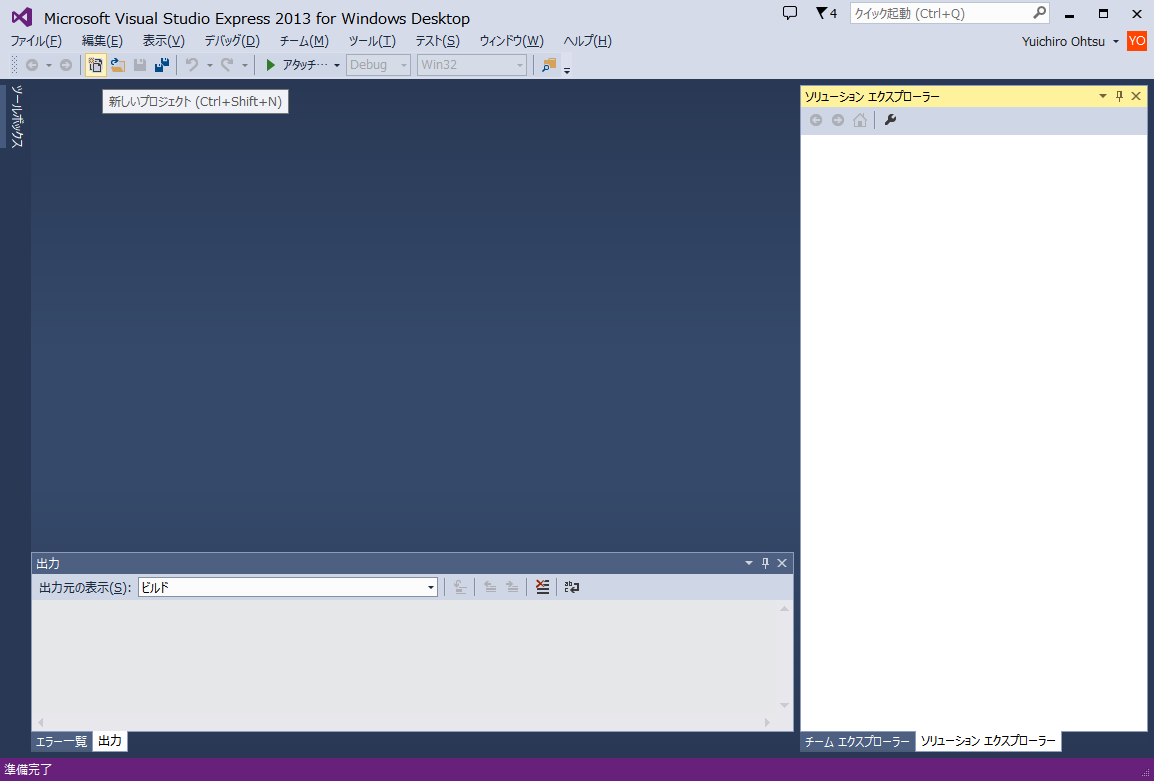 Microsoft Visual Studio Express 2013 for Windows Desktop
4
クイック起動 (Ctrl+Q)
ファイル(F) 編集(E) 表示(V) デバッグ(D) チーム(M) ツール(T) テスト(S) ウィンドウ(W) ヘルプ(H)
Yuichiro Ohtsu YO
アタッチ… Debug Win32
ツールボックス
新しいプロジェクト (Ctrl+Shift+N)
ソリューション エクスプローラー
出力
出力元の表示(S): ビルド
エラー一覧 出力
チーム エクスプローラー ソリューション エクスプローラー
準備完了